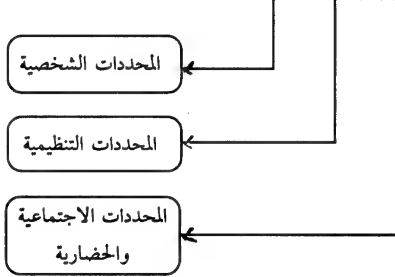 المحددات الشخصية
المحددات التنظيمية
المحددات الاجتماعية
والحضارية